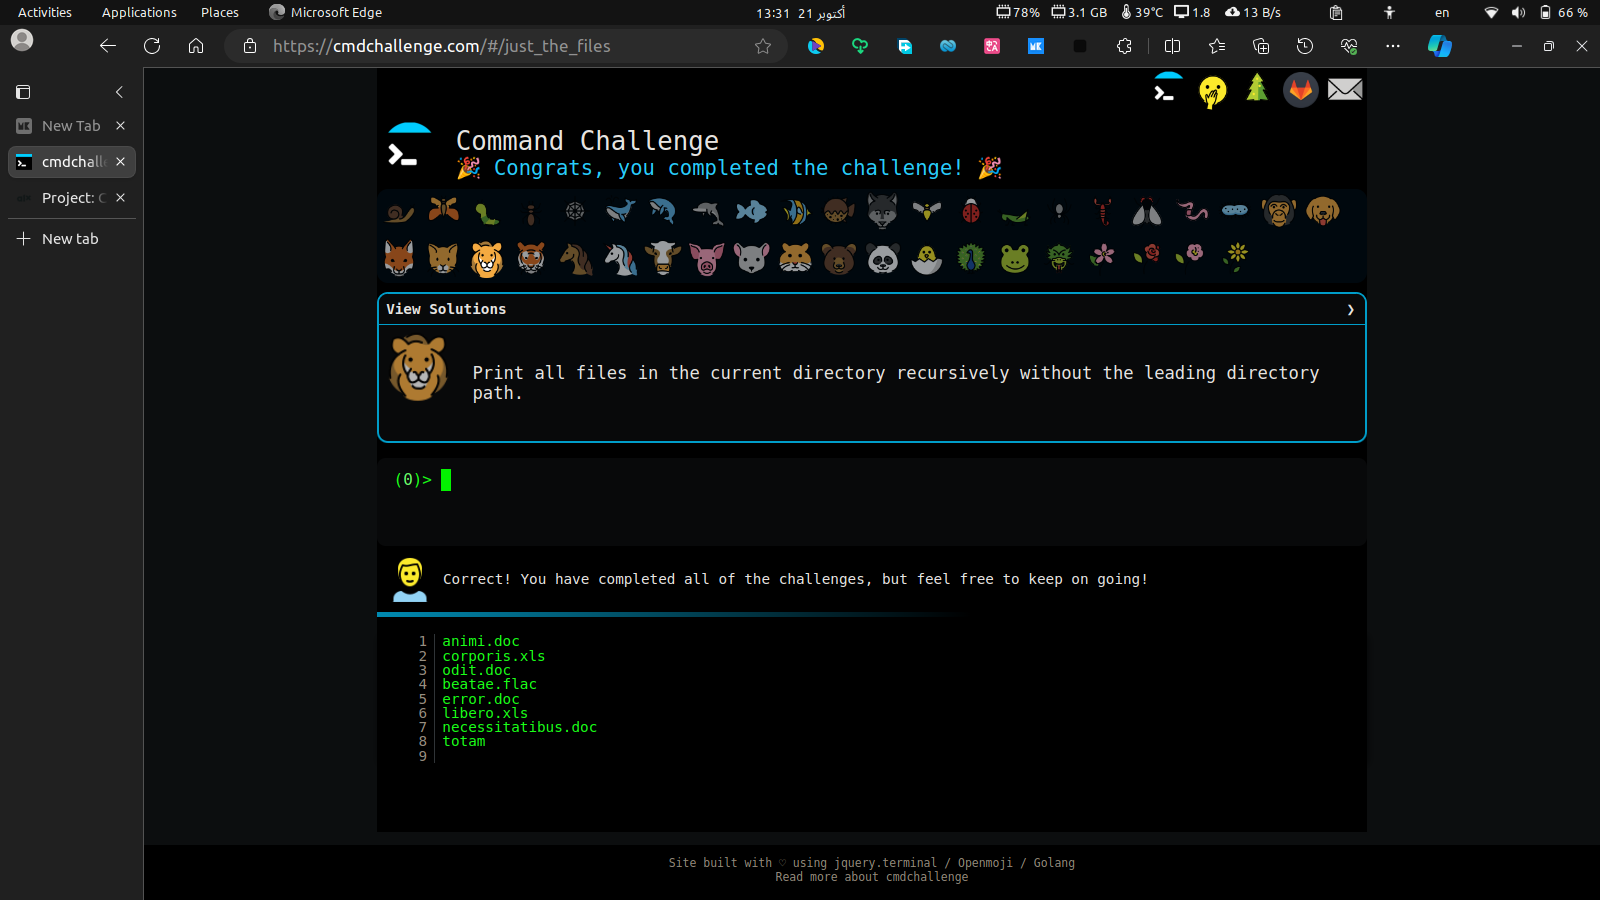 Activities Applications Places Microsoft Edge 13:31 21 أكتوبر 78% 3.1 GB 39°C 1.8 13 B/s en 66 %
https://cmdchallenge.com/#/just_the_files
New Tab
cmdchall
Project: C
New tab
Command Challenge
🎉 Congrats, you completed the challenge! 🎉
View Solutions
Print all files in the current directory recursively without the leading directory
path.
(0)>
Correct! You have completed all of the challenges, but feel free to keep on going!
1 animi.doc
2 corporis.xls
3 odit.doc
4 beatae.flac
5 error.doc
6 libero.xls
7 necessitatibus.doc
8 totam
9
Site built with ♡ using jquery.terminal / Openmoji / Golang
Read more about cmdchallenge